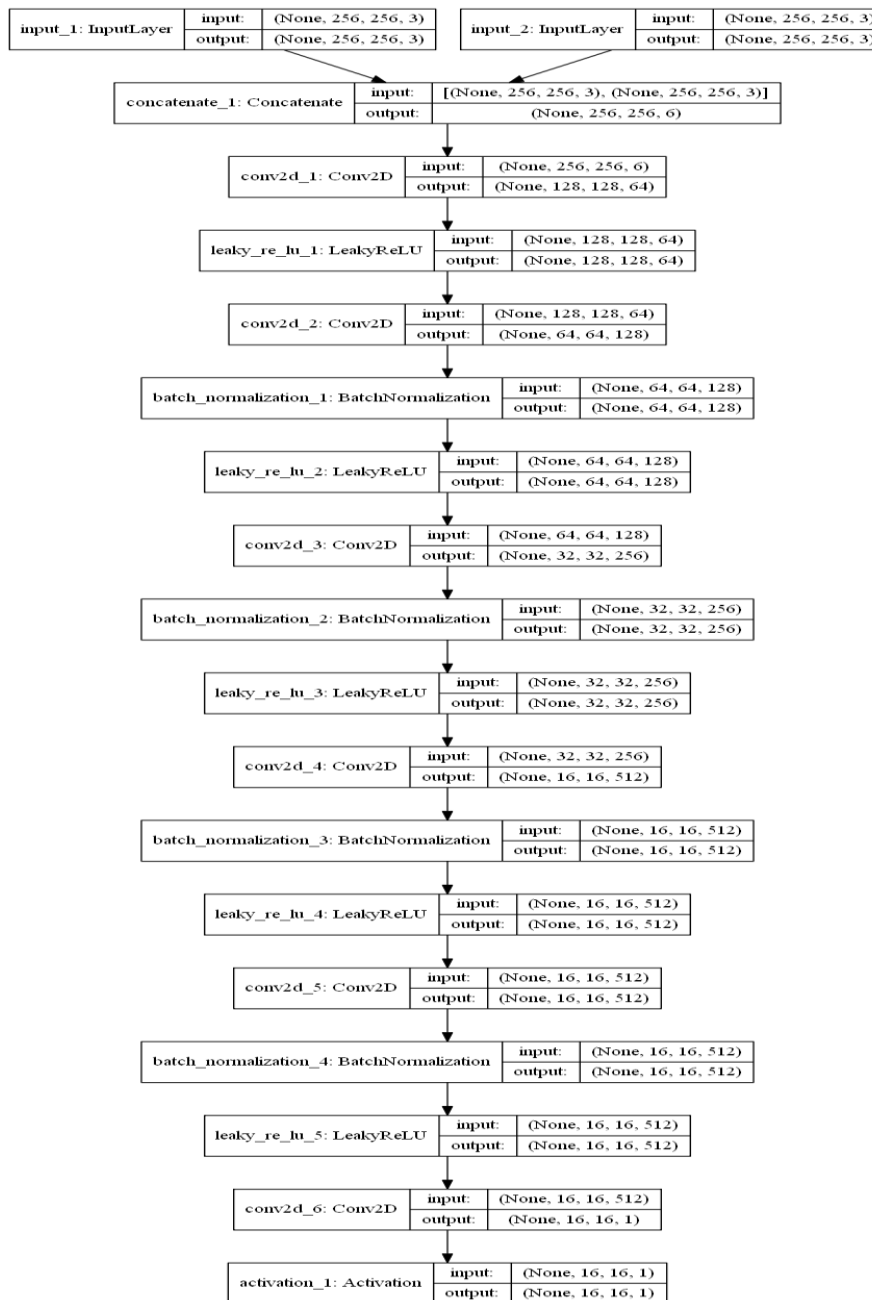 input_1: InputLayer input: (None, 256, 256, 3) output: (None, 256, 256, 3)
input_2: InputLayer input: (None, 256, 256, 3) output: (None, 256, 256, 3)
concatenate_1: Concatenate input: [(None, 256, 256, 3), (None, 256, 256, 3)]
output: (None, 256, 256, 6)
conv2d_1: Conv2D input: (None, 256, 256, 6)
output: (None, 128, 128, 64)
leaky_re_lu_1: LeakyReLU input: (None, 128, 128, 64)
output: (None, 128, 128, 64)
conv2d_2: Conv2D input: (None, 128, 128, 64)
output: (None, 64, 64, 128)
batch_normalization_1: BatchNormalization input: (None, 64, 64, 128)
output: (None, 64, 64, 128)
leaky_re_lu_2: LeakyReLU input: (None, 64, 64, 128)
output: (None, 64, 64, 128)
conv2d_3: Conv2D input: (None, 64, 64, 128)
output: (None, 32, 32, 256)
batch_normalization_2: BatchNormalization input: (None, 32, 32, 256)
output: (None, 32, 32, 256)
leaky_re_lu_3: LeakyReLU input: (None, 32, 32, 256)
output: (None, 32, 32, 256)
conv2d_4: Conv2D input: (None, 32, 32, 256)
output: (None, 16, 16, 512)
batch_normalization_3: BatchNormalization input: (None, 16, 16, 512)
output: (None, 16, 16, 512)
leaky_re_lu_4: LeakyReLU input: (None, 16, 16, 512)
output: (None, 16, 16, 512)
conv2d_5: Conv2D input: (None, 16, 16, 512)
output: (None, 16, 16, 512)
batch_normalization_4: BatchNormalization input: (None, 16, 16, 512)
output: (None, 16, 16, 512)
leaky_re_lu_5: LeakyReLU input: (None, 16, 16, 512)
output: (None, 16, 16, 512)
conv2d_6: Conv2D input: (None, 16, 16, 512)
output: (None, 16, 16, 1)
activation_1: Activation input: (None, 16, 16, 1)
output: (None, 16, 16, 1)